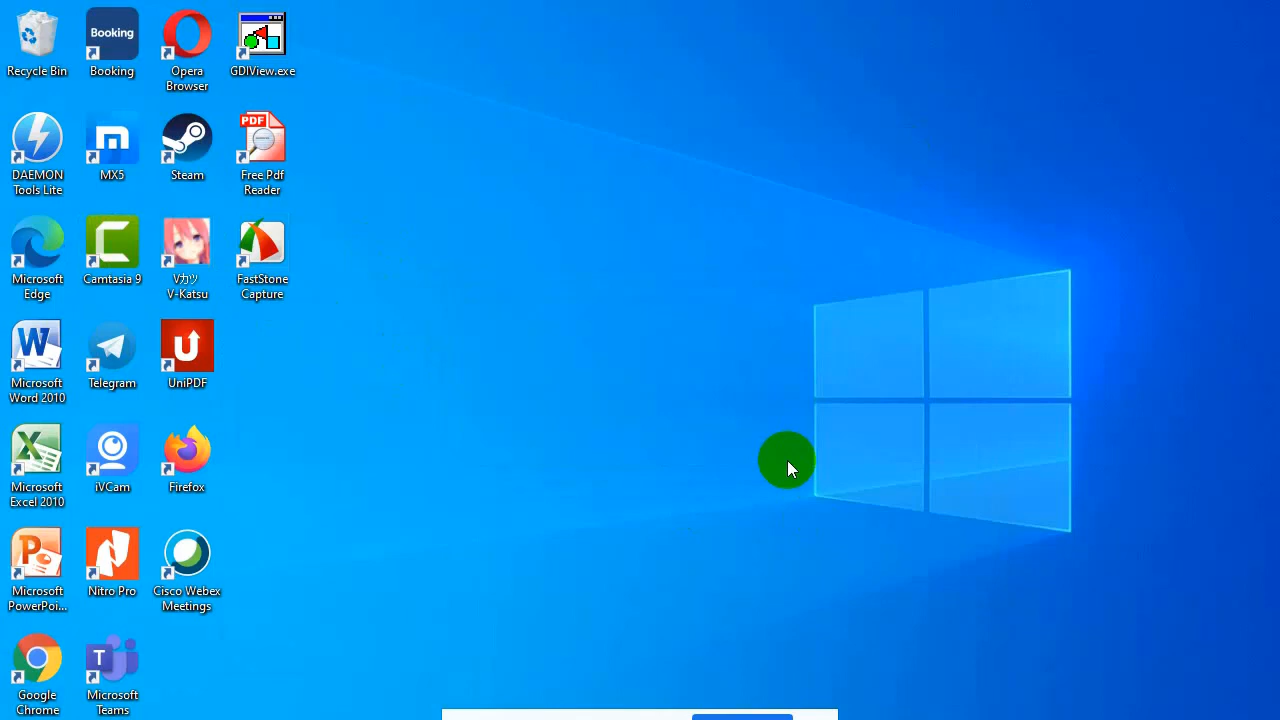 Recycle Bin
Booking
Booking
Opera
Browser
GDIView.exe
DAEMON
Tools Lite
MX5
Steam
PDF
Free Pdf
Reader
Microsoft
Edge
Camtasia 9
Vカツ
V-Katsu
FastStone
Capture
Microsoft
Word 2010
Telegram
UniPDF
Microsoft
Excel 2010
iVCam
Firefox
Microsoft
PowerPoi...
Nitro Pro
Cisco Webex
Meetings
Google
Chrome
Microsoft
Teams